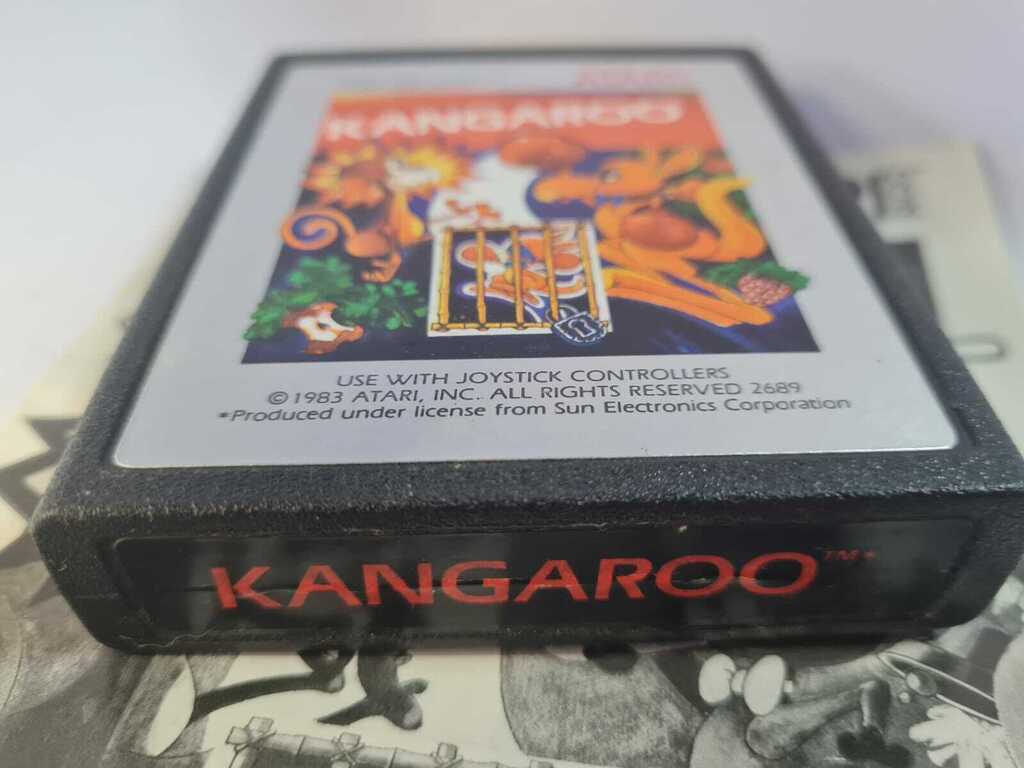 KANGAROO
USE WITH JOYSTICK CONTROLLERS
©1983 ATARI, INC. ALL RIGHTS RESERVED 2689
*Produced under license from Sun Electronics Corporation
KANGAROO™*